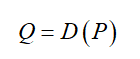 Q = D(P)